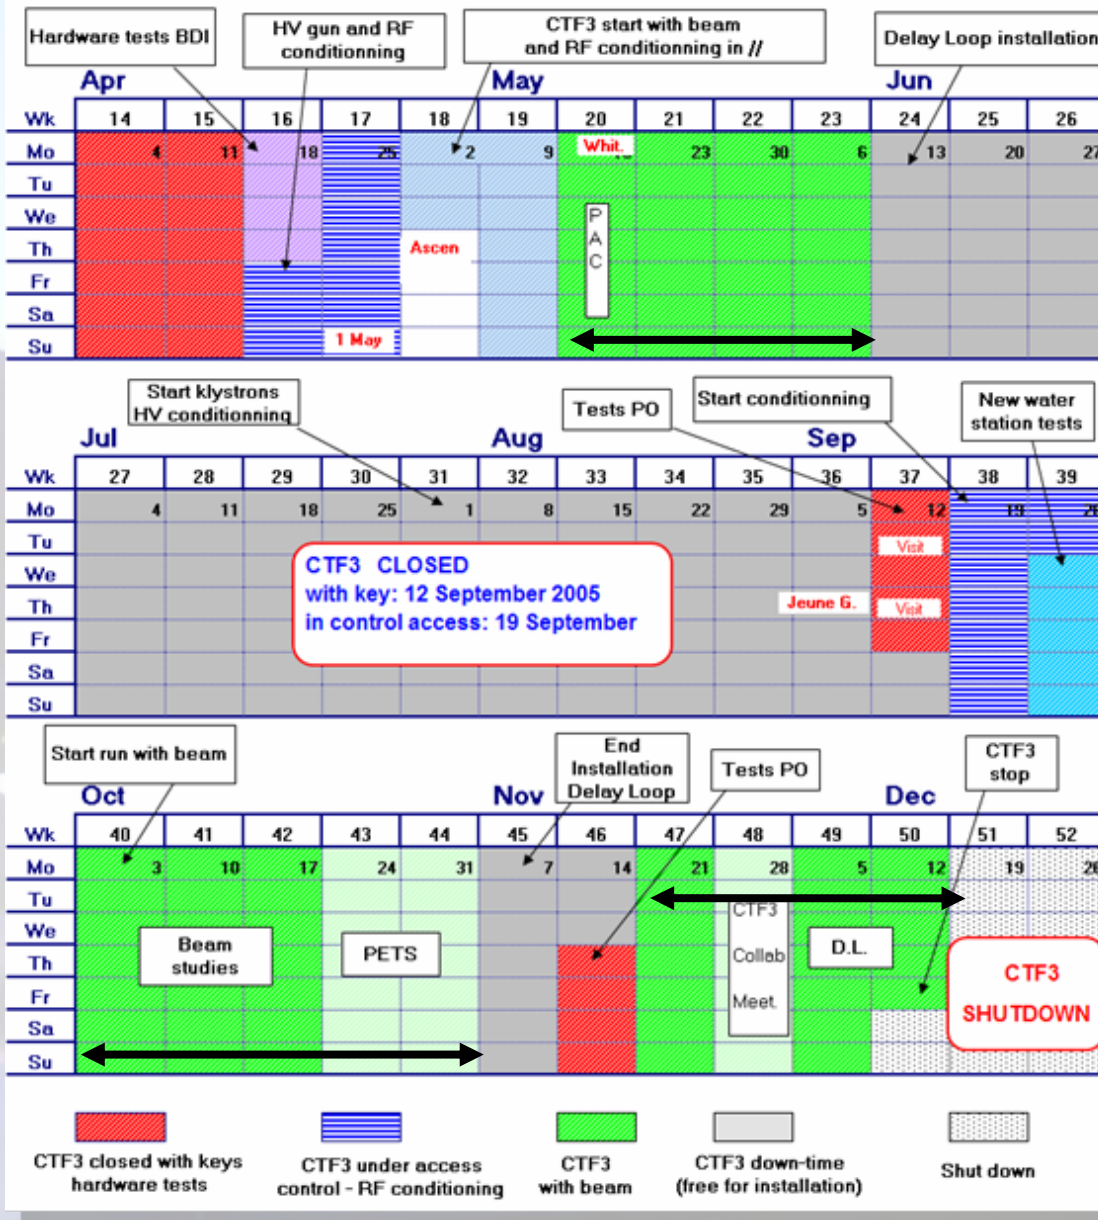 Hardware tests BDI
HV gun and RF
conditionning
CTF3 start with beam
and RF conditionning in //
Delay Loop installation
Apr May Jun
Wk 14 15 16 17 18 19 20 21 22 23 24 25 26
Mo 4 11 18 25 2 9 Whit. 23 30 6 13 20 27
Tu
We
Th Ascen
Fr
Sa
Su 1 May
P
A
C
Start klystrons
HV conditionning
Tests PO
Start conditionning
New water
station tests
Jul Aug Sep
Wk 27 28 29 30 31 32 33 34 35 36 37 38 39
Mo 4 11 18 25 1 8 15 22 29 5 12 19 26
Tu Visit
We
Th Jeune G. Visit
Fr
Sa
Su
CTF3 CLOSED
with key: 12 September 2005
in control access: 19 September
Start run with beam
End
Installation
Delay Loop
Tests PO
CTF3
stop
Oct Nov Dec
Wk 40 41 42 43 44 45 46 47 48 49 50 51 52
Mo 3 10 17 24 31 7 14 21 28 5 12 19 26
Tu
We
Th
Fr
Sa
Su
Beam
studies
PETS
CTF3
Collab
Meet.
D.L.
CTF3
SHUTDOWN
CTF3 closed with keys
hardware tests
CTF3 under access
control - RF conditioning
CTF3
with beam
CTF3 down-time
(free for installation)
Shut down